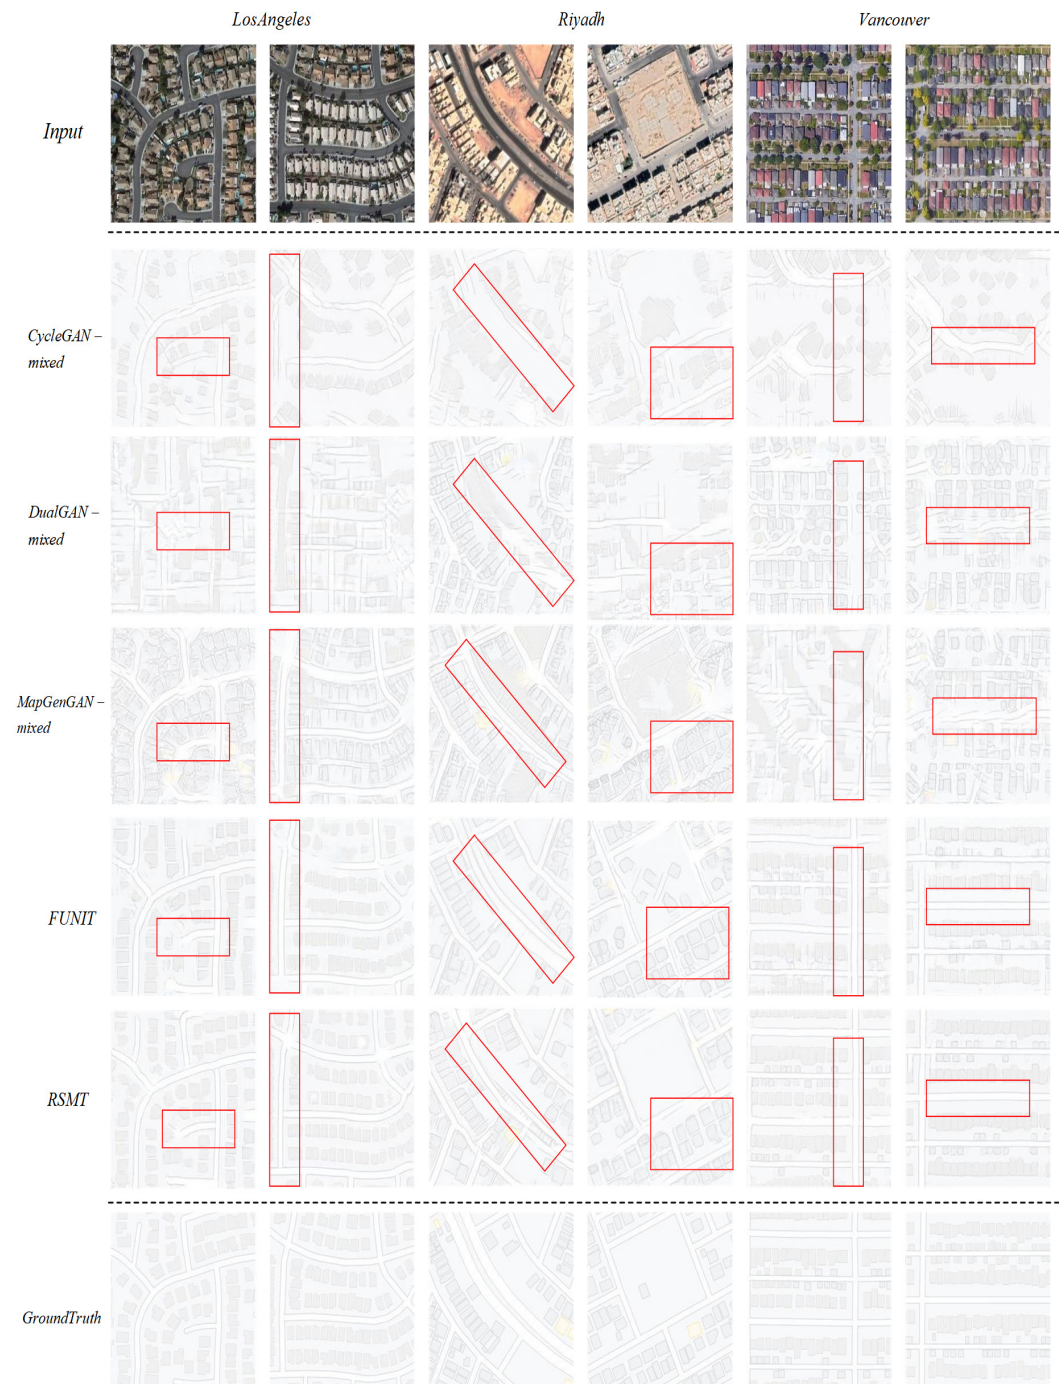 LosAngeles
Riyadh
Vancouver
Input
CycleGAN –
mixed
DualGAN –
mixed
MapGenGAN –
mixed
FUNIT
RSMT
GroundTruth